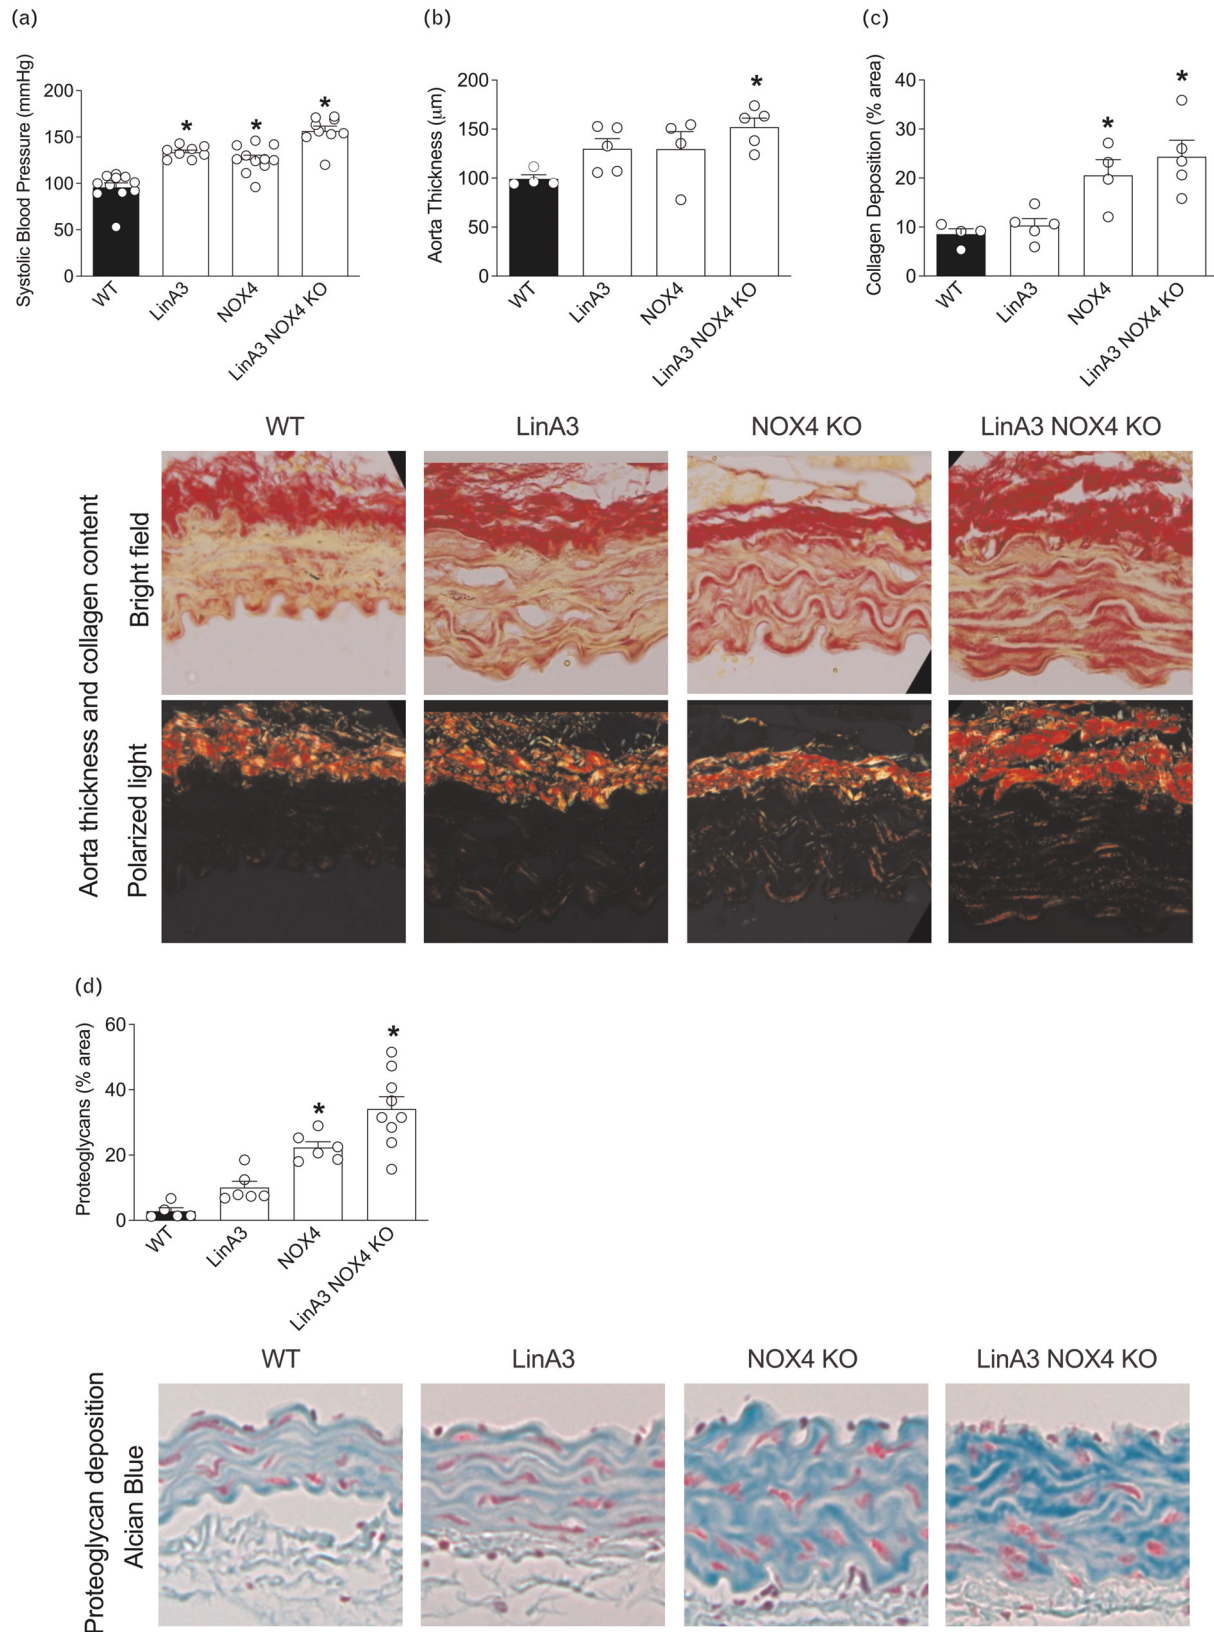 (a)
Systolic Blood Pressure (mmHg)
200
150
100
50
0
*
*
*
WT
LinA3
NOX4
LinA3 NOX4 KO
(b)
Aorta Thickness (μm)
200
150
100
50
0
*
WT
LinA3
NOX4
LinA3 NOX4 KO
(c)
Collagen Deposition (% area)
40
30
20
10
0
*
*
WT
LinA3
NOX4
LinA3 NOX4 KO
WT LinA3 NOX4 KO LinA3 NOX4 KO
Aorta thickness and collagen content
Bright field
Polarized light
(d)
Proteoglycans (% area)
60
40
20
0
*
*
WT
LinA3
NOX4
LinA3 NOX4 KO
WT LinA3 NOX4 KO LinA3 NOX4 KO
Proteoglycan deposition
Alcian Blue